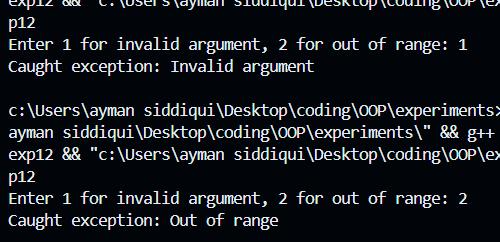 exp12 && "c:\Users\ayman siddiqui\Desktop\coding\OOP\ex
p12
Enter 1 for invalid argument, 2 for out of range: 1
Caught exception: Invalid argument
c:\Users\ayman siddiqui\Desktop\coding\OOP\experiments>
ayman siddiqui\Desktop\coding\OOP\experiments\" && g++
exp12 && "c:\Users\ayman siddiqui\Desktop\coding\OOP\ex
p12
Enter 1 for invalid argument, 2 for out of range: 2
Caught exception: Out of range